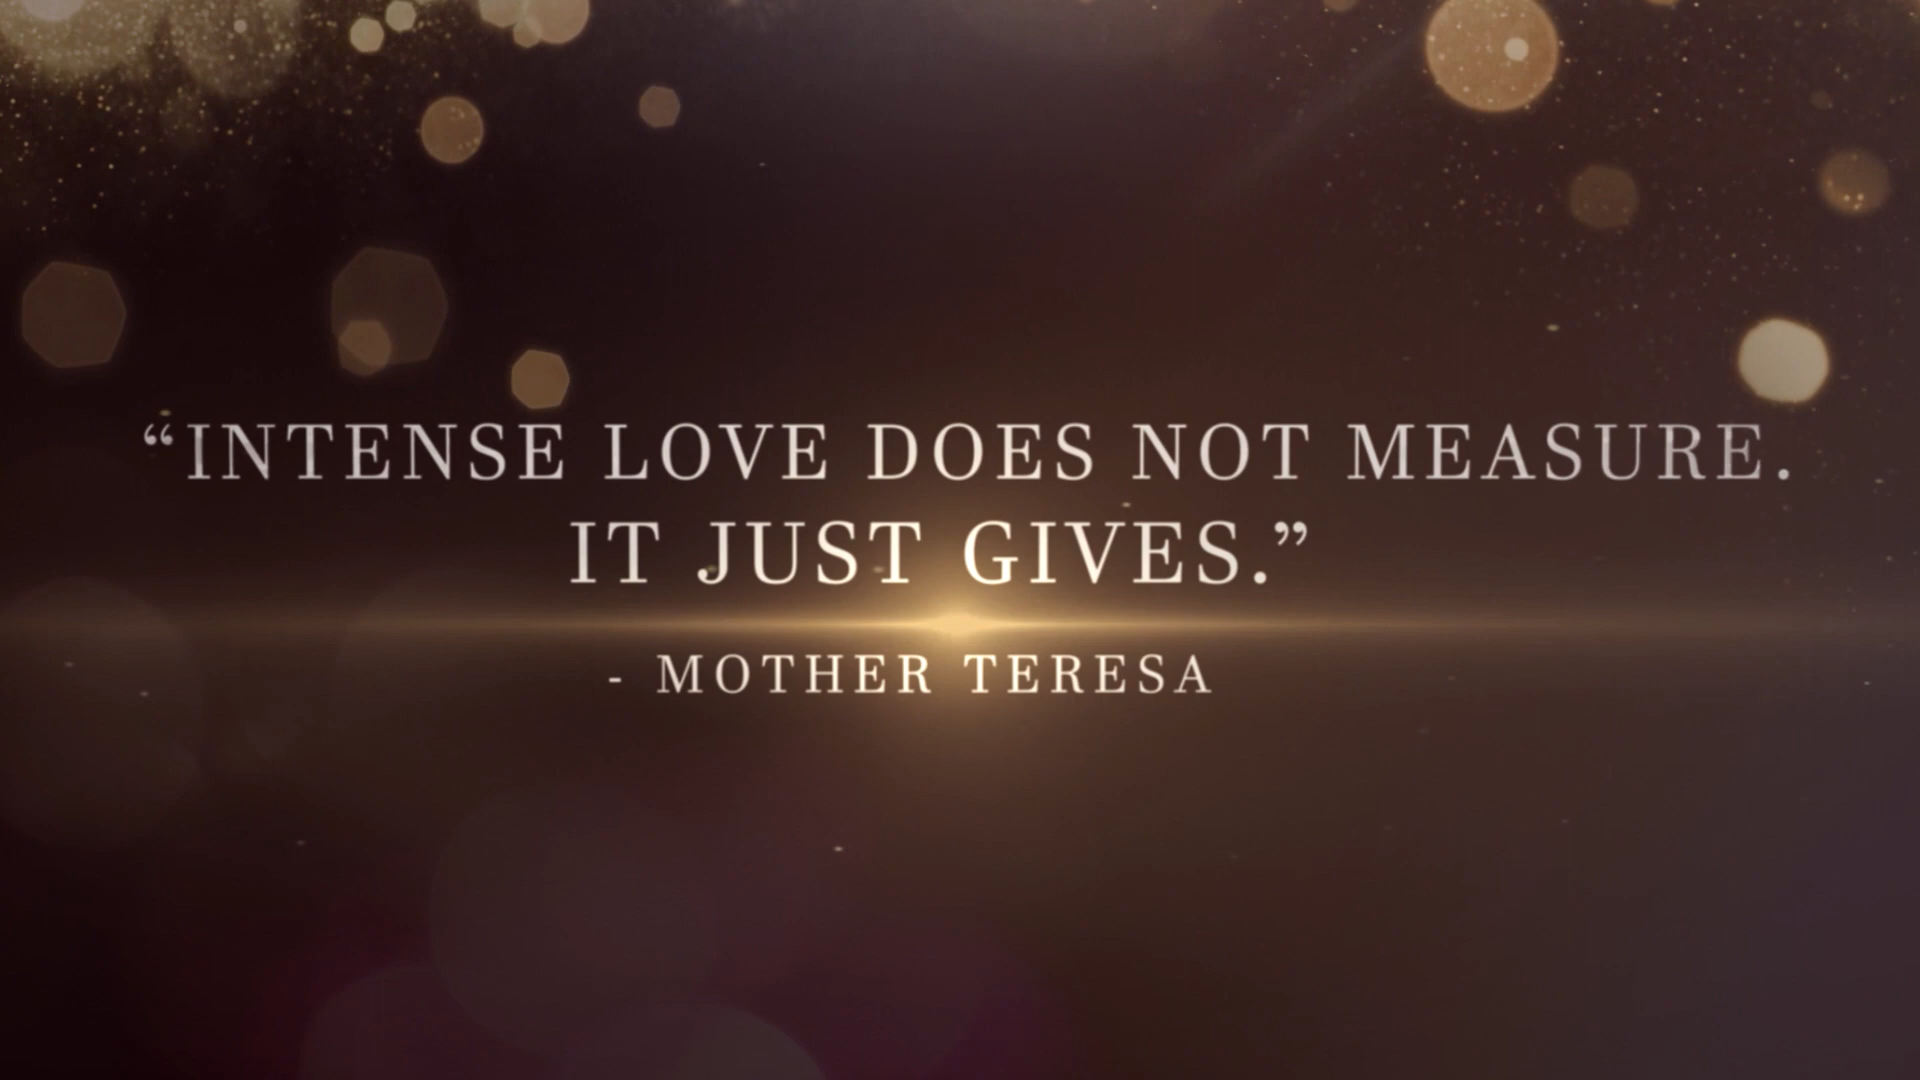 “INTENSE LOVE DOES NOT MEASURE.
IT JUST GIVES.”
- MOTHER TERESA